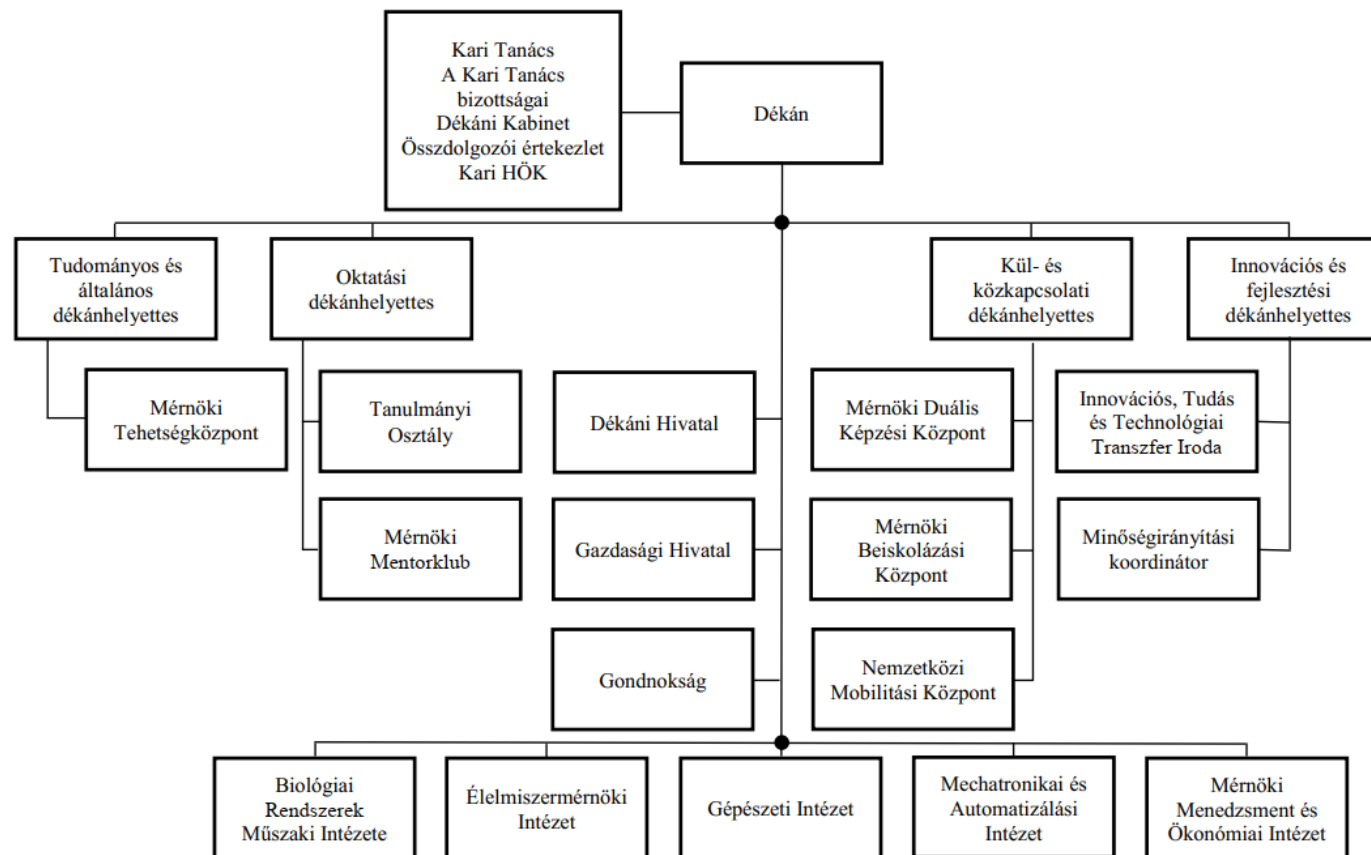 Kari Tanács
A Kari Tanács
bizottságai
Dékáni Kabinet
Összdolgozói értekezlet
Kari HÖK
Dékán
Tudományos és
általános
dékánhelyettes
Oktatási
dékánhelyettes
Kül- és
közkapcsolati
dékánhelyettes
Innovációs és
fejlesztési
dékánhelyettes
Mérnöki
Tehetségközpont
Tanulmányi
Osztály
Dékáni Hivatal
Mérnöki Duális
Képzési Központ
Innovációs, Tudás
és Technológiai
Transzfer Iroda
Mérnöki
Mentorklub
Gazdasági Hivatal
Mérnöki
Beiskolázási
Központ
Minőségirányítási
koordinátor
Gondnokság
Nemzetközi
Mobilitási Központ
Biológiai
Rendszerek
Műszaki Intézete
Élelmiszermérnöki
Intézet
Gépészeti Intézet
Mechatronikai és
Automatizálási
Intézet
Mérnöki
Menedzsment és
Ökonómiai Intézet